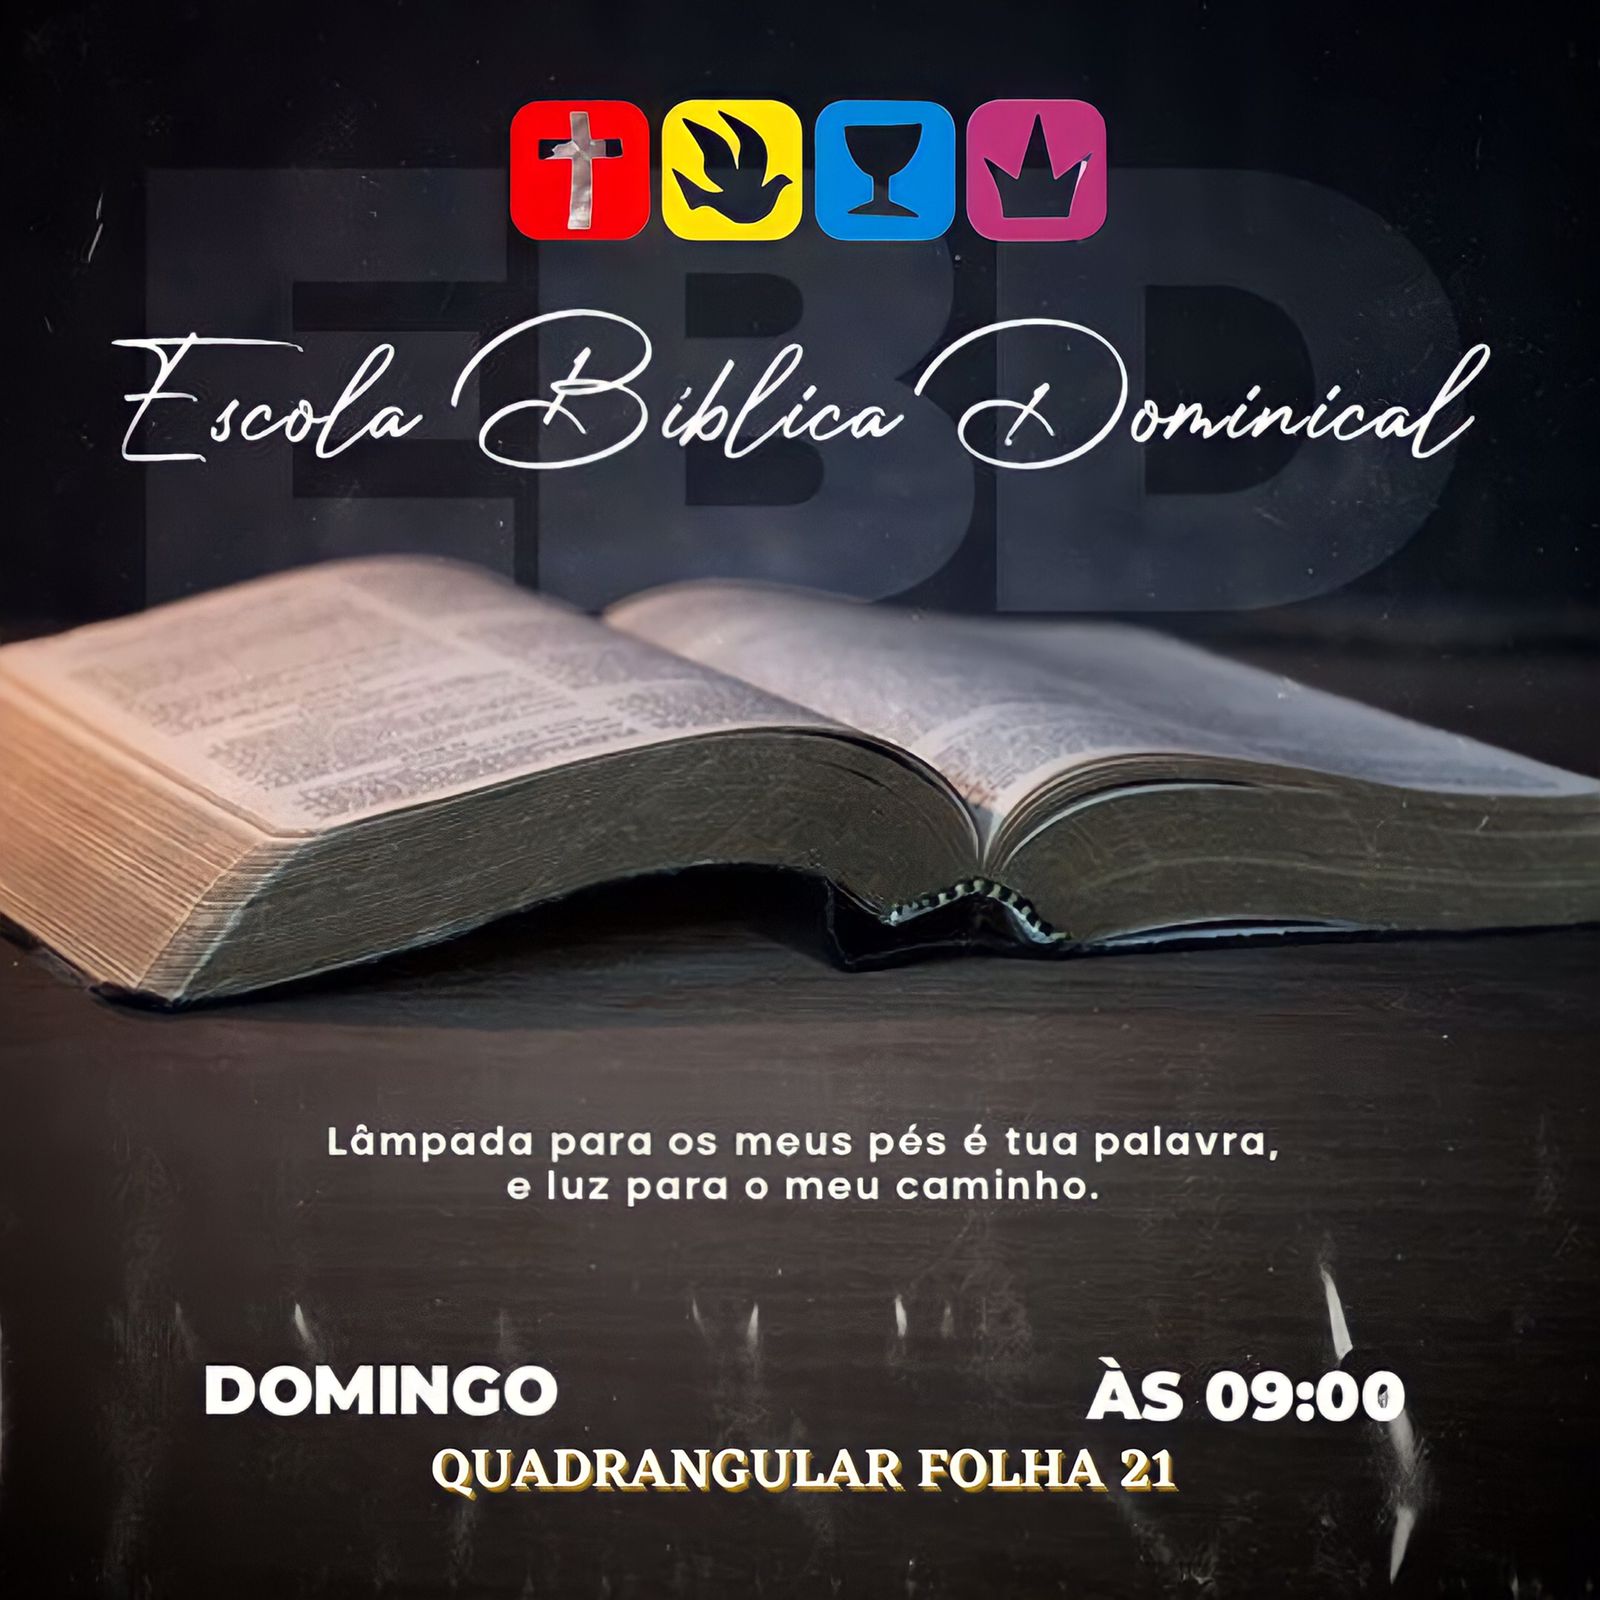 EBD
Escola Bíblica Dominical
Lâmpada para os meus pés é tua palavra,
e luz para o meu caminho.
DOMINGO
ÀS 09:00
QUADRANGULAR FOLHA 21